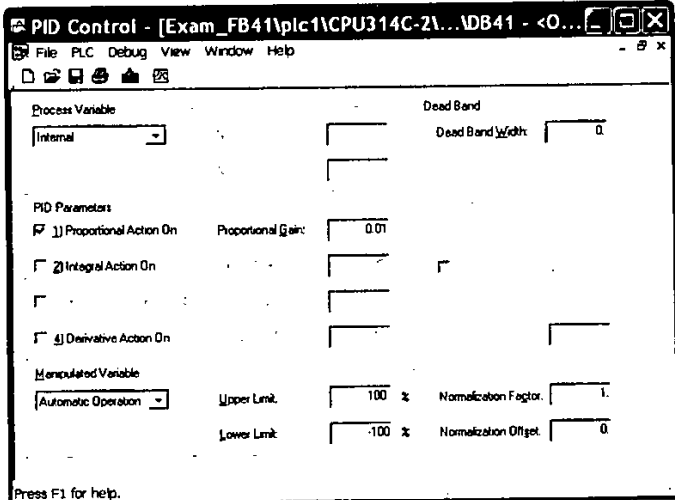 PID Control - [Exam_FB41\plc1\CPU314C-2\...\DB41 - <O...
File PLC Debug View Window Help
Process Variable
Dead Band
Internal
Dead Band Width: 0.
PID Parameters
1) Proportional Action On Proportional Gain: 0.01
2) Integral Action On
4) Derivative Action On
Manipulated Variable
Automatic Operation Upper Limit: 100 % Normalization Factor. 1.
Lower Limit: -100 % Normalization Offset. 0.
Press F1 for help.